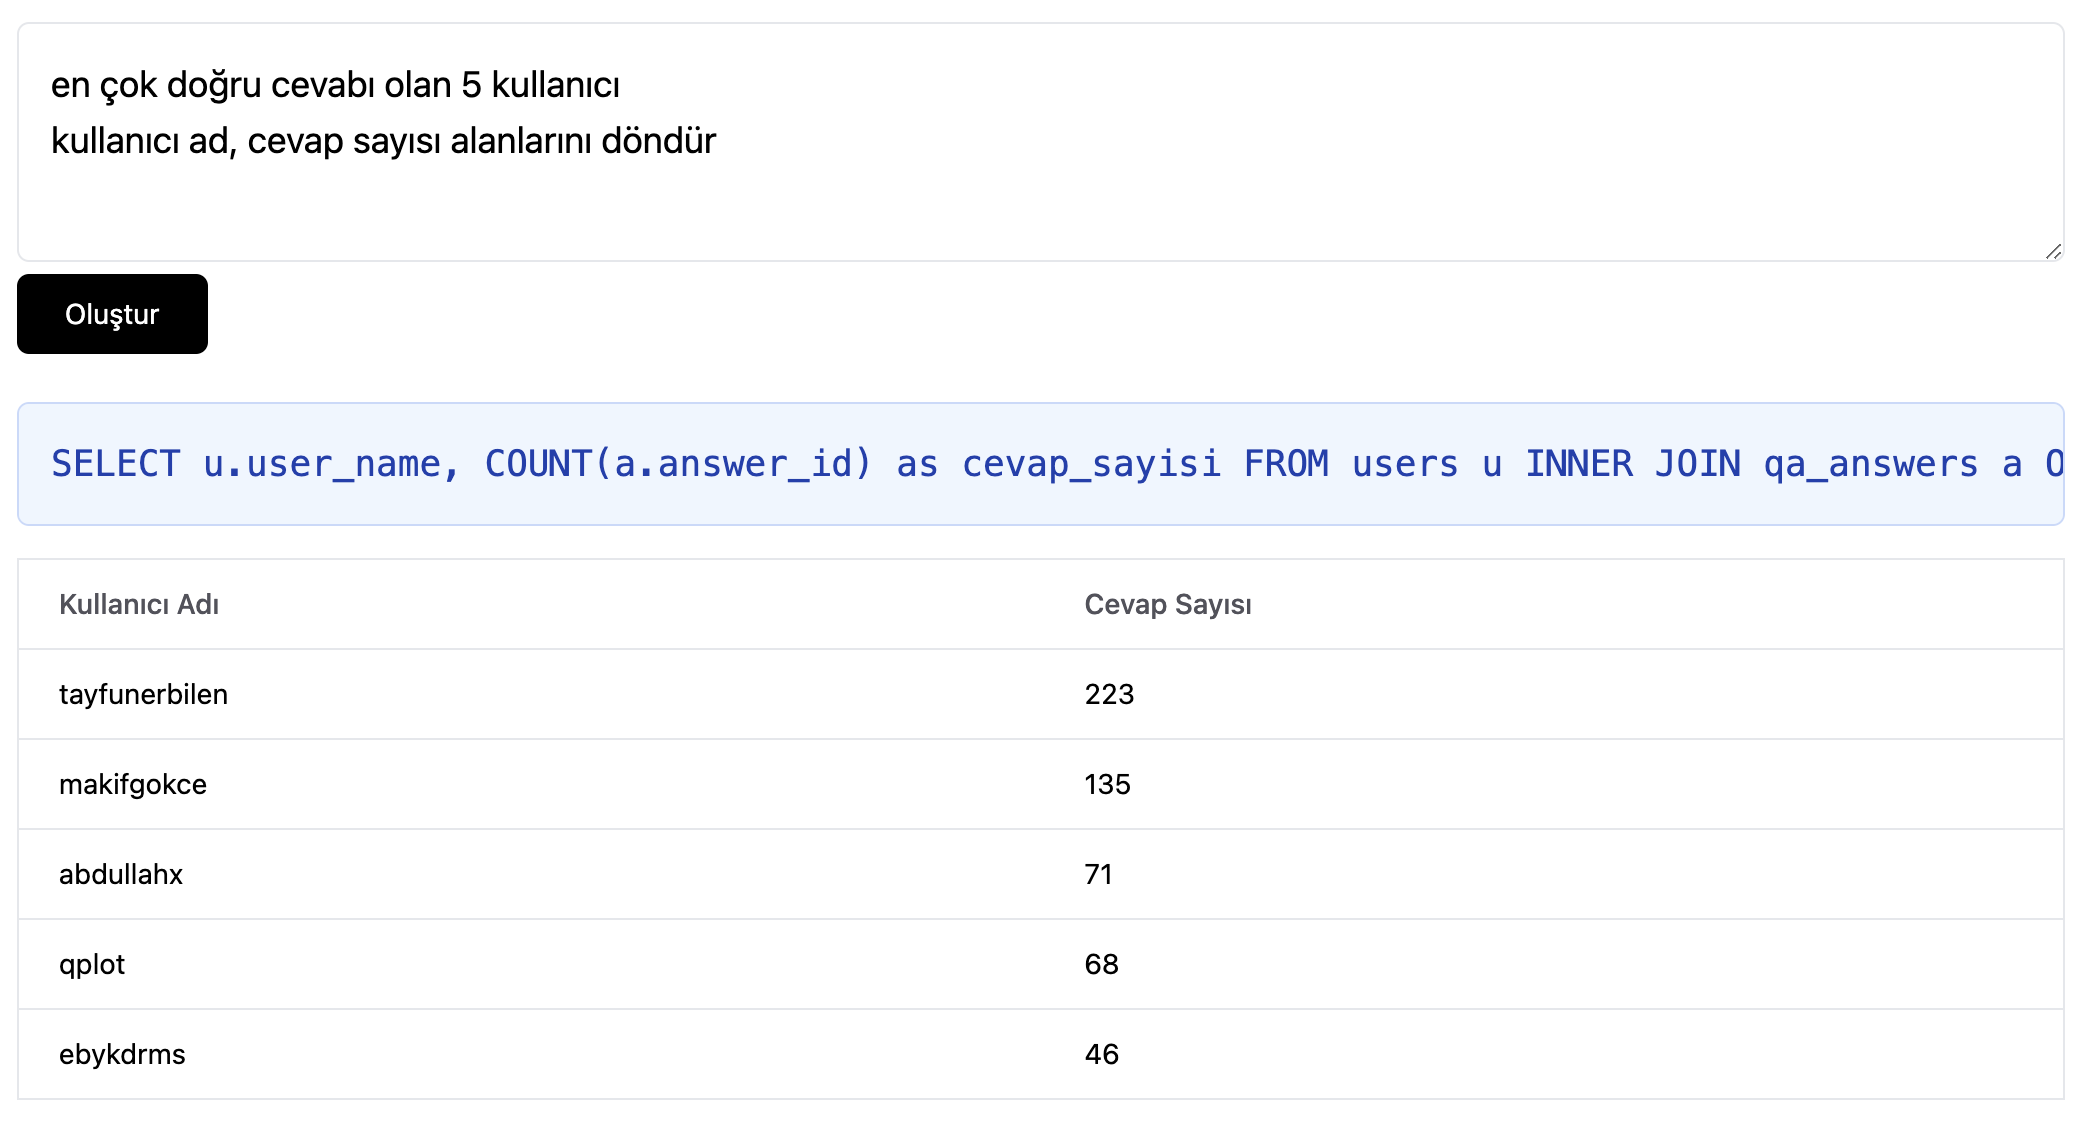 en çok doğru cevabı olan 5 kullanıcı
kullanıcı ad, cevap sayısı alanlarını döndür
Oluştur
SELECT u.user_name, COUNT(a.answer_id) as cevap_sayisi FROM users u INNER JOIN qa_answers a
Kullanıcı Adı Cevap Sayısı
tayfunerbilen 223
makifgokce 135
abdullahx 71
qplot 68
ebykdrms 46